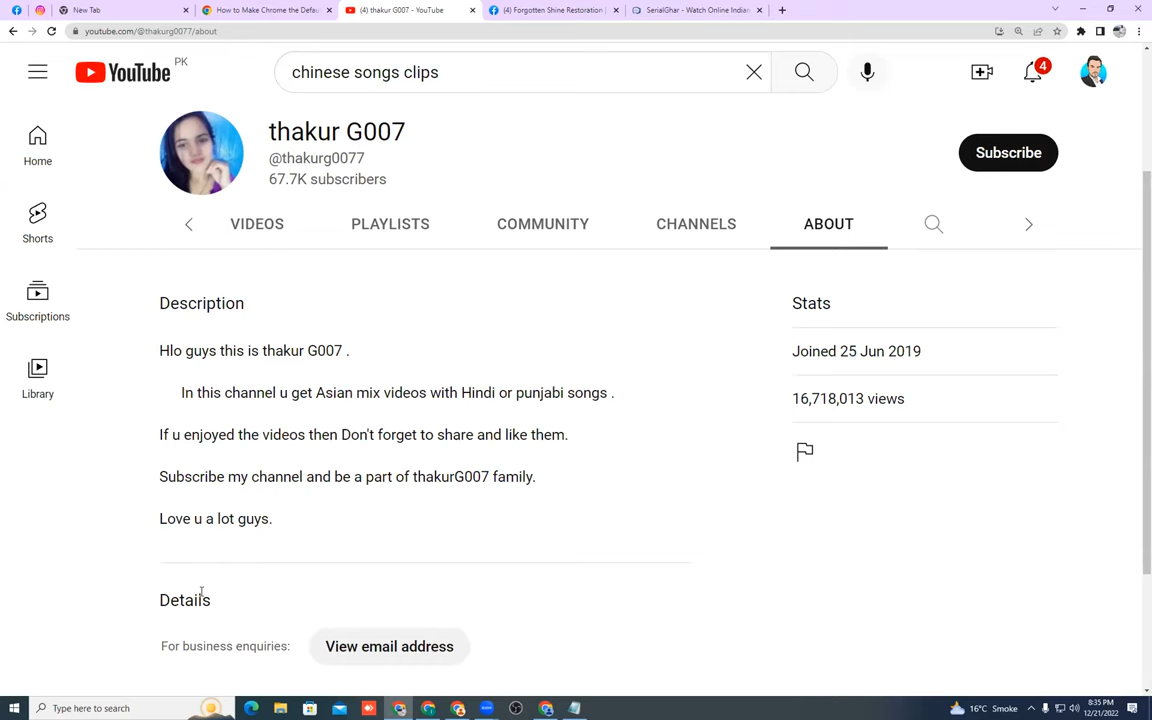 New Tab
How to Make Chrome the Defau
(4) thakur G007 - YouTube
(4) Forgotten Shine Restoration |
SerialGhar - Watch Online Indian
youtube.com/@thakurg0077/about
YouTube PK
chinese songs clips
4
thakur G007
@thakurg0077
67.7K subscribers
Subscribe
Home
Shorts
Subscriptions
Library
VIDEOS
PLAYLISTS
COMMUNITY
CHANNELS
ABOUT
Description
Hlo guys this is thakur G007 .
In this channel u get Asian mix videos with Hindi or punjabi songs .
If u enjoyed the videos then Don't forget to share and like them.
Subscribe my channel and be a part of thakurG007 family.
Love u a lot guys.
Stats
Joined 25 Jun 2019
16,718,013 views
Details
For business enquiries:
View email address
Type here to search
16°C Smoke
8:35 PM
12/21/2022